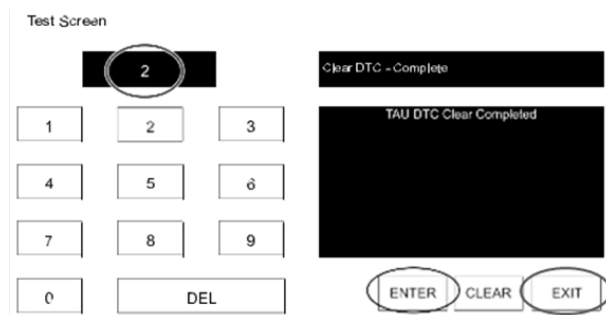 Test Screen
2
Clear DTC - Complete
TAU DTC Clear Completed
1 2 3
4 5 6
7 8 9
0 DEL
ENTER CLEAR EXIT